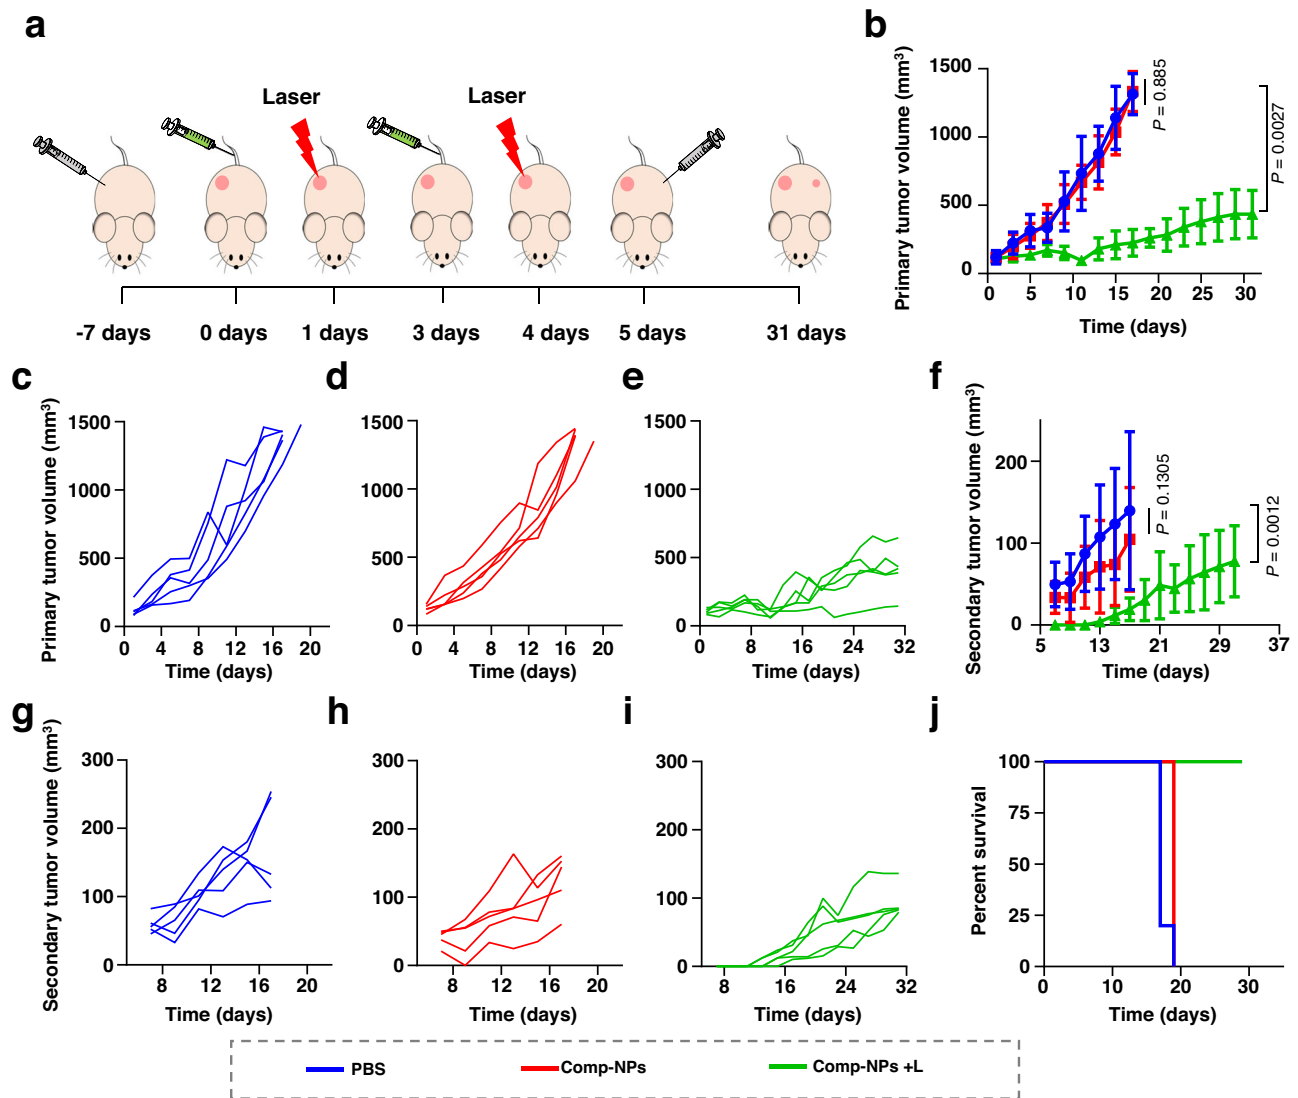 a
Laser
Laser
-7 days
0 days
1 days
3 days
4 days
5 days
31 days
b
Primary tumor volume (mm³)
1500
1000
500
0
0
5
10
15
20
25
30
Time (days)
P = 0.885
P = 0.0027
c
Primary tumor volume (mm³)
1500
1000
500
0
0
4
8
12
16
20
Time (days)
d
1500
1000
500
0
0
4
8
12
16
20
Time (days)
e
1500
1000
500
0
0
8
16
24
32
Time (days)
f
Secondary tumor volume (mm³)
200
100
0
5
13
21
29
37
Time (days)
P = 0.1305
P = 0.0012
g
Secondary tumor volume (mm³)
300
200
100
0
8
12
16
20
Time (days)
h
300
200
100
0
8
12
16
20
Time (days)
i
300
200
100
0
8
16
24
32
Time (days)
j
Percent survival
100
75
50
25
0
0
10
20
30
Time (days)
PBS
Comp-NPs
Comp-NPs +L